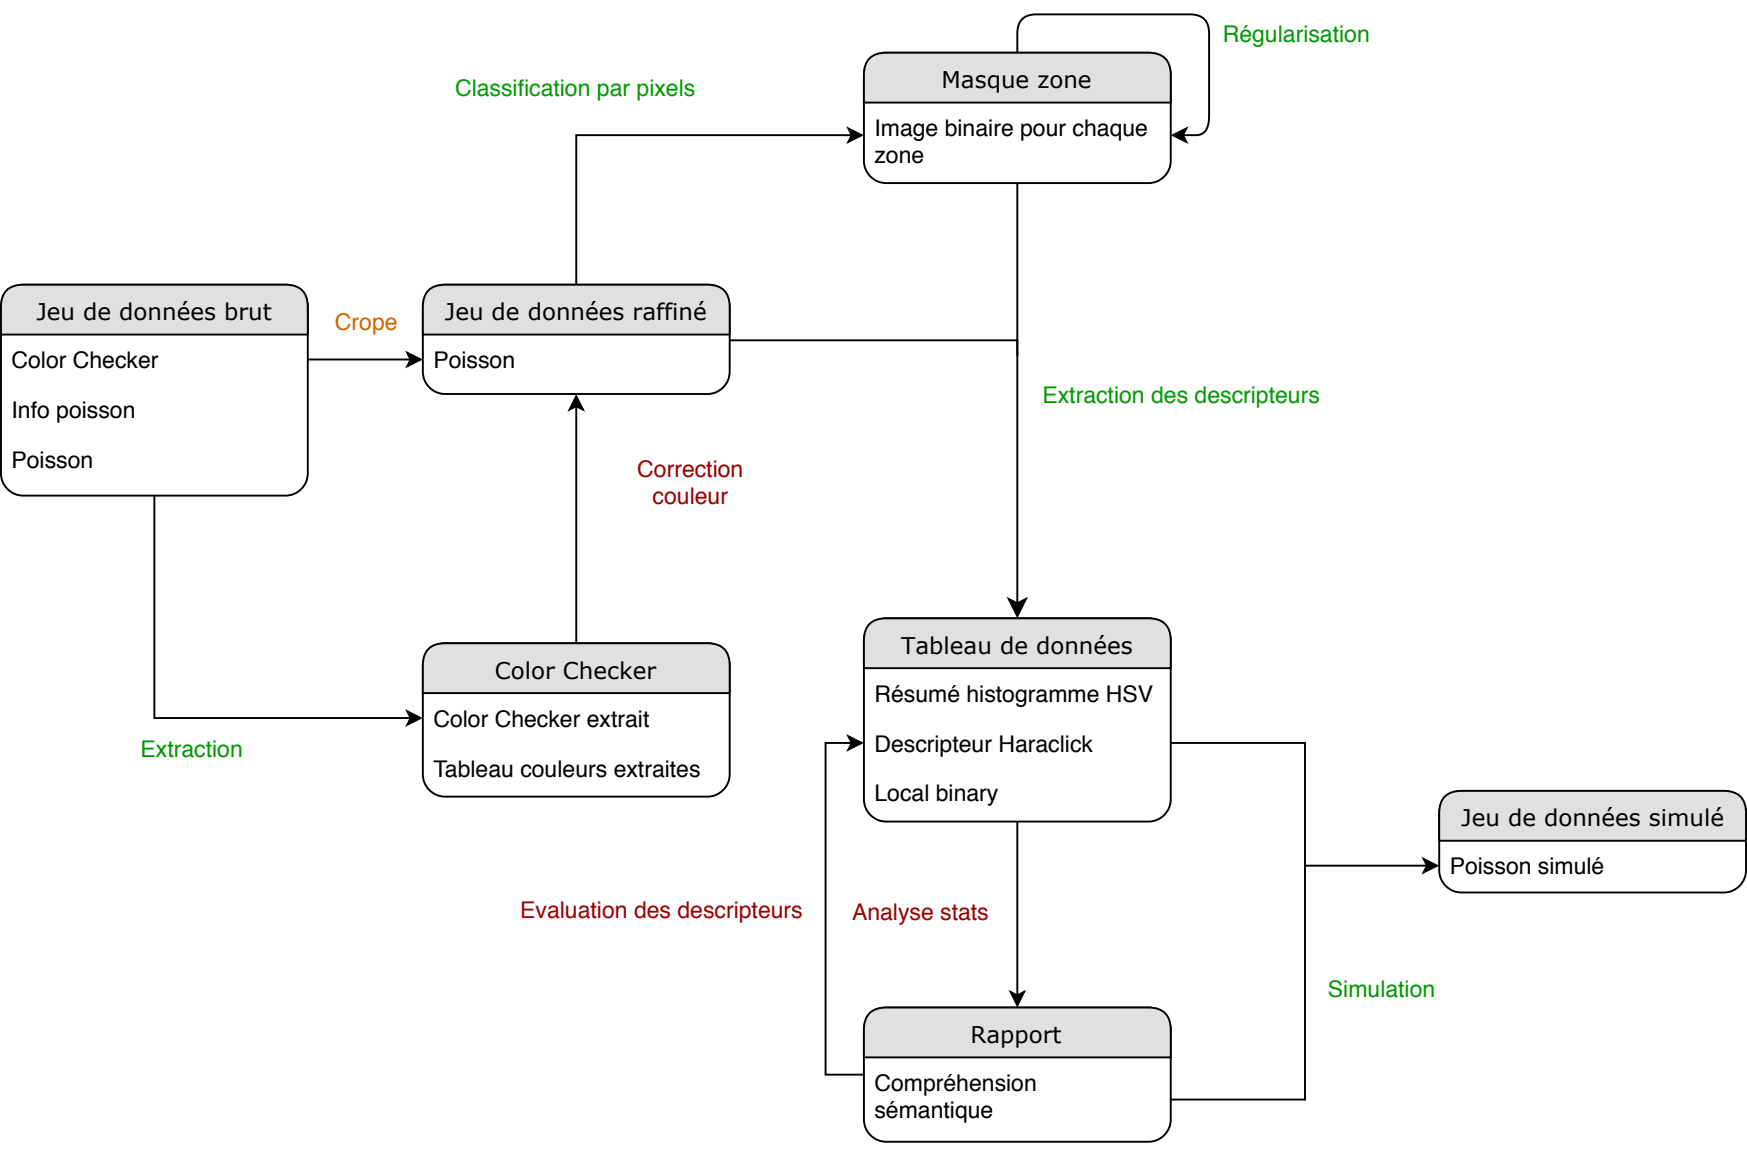 Régularisation
Masque zone
Classification par pixels
Image binaire pour chaque
zone
Jeu de données brut
Crope
Jeu de données raffiné
Color Checker
Poisson
Info poisson
Poisson
Extraction des descripteurs
Correction
couleur
Tableau de données
Color Checker
Résumé histogramme HSV
Color Checker extrait
Extraction
Descripteur Haraclick
Tableau couleurs extraites
Local binary
Jeu de données simulé
Poisson simulé
Evaluation des descripteurs
Analyse stats
Simulation
Rapport
Compréhension
sémantique